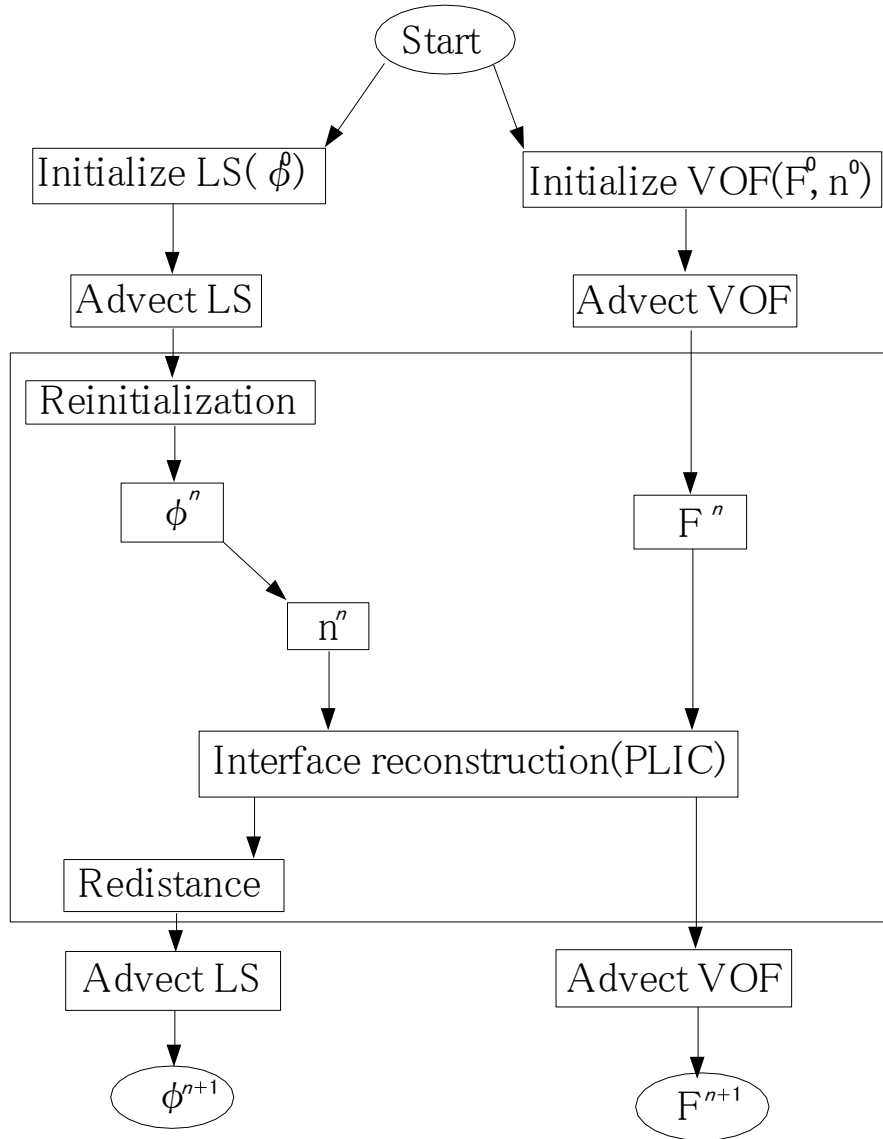 Start
Initialize LS(ϕ⁰)
Initialize VOF(F⁰, n⁰)
Advect LS
Advect VOF
Reinitialization
ϕⁿ
Fⁿ
nⁿ
Interface reconstruction(PLIC)
Redistance
Advect LS
Advect VOF
ϕⁿ⁺¹
Fⁿ⁺¹